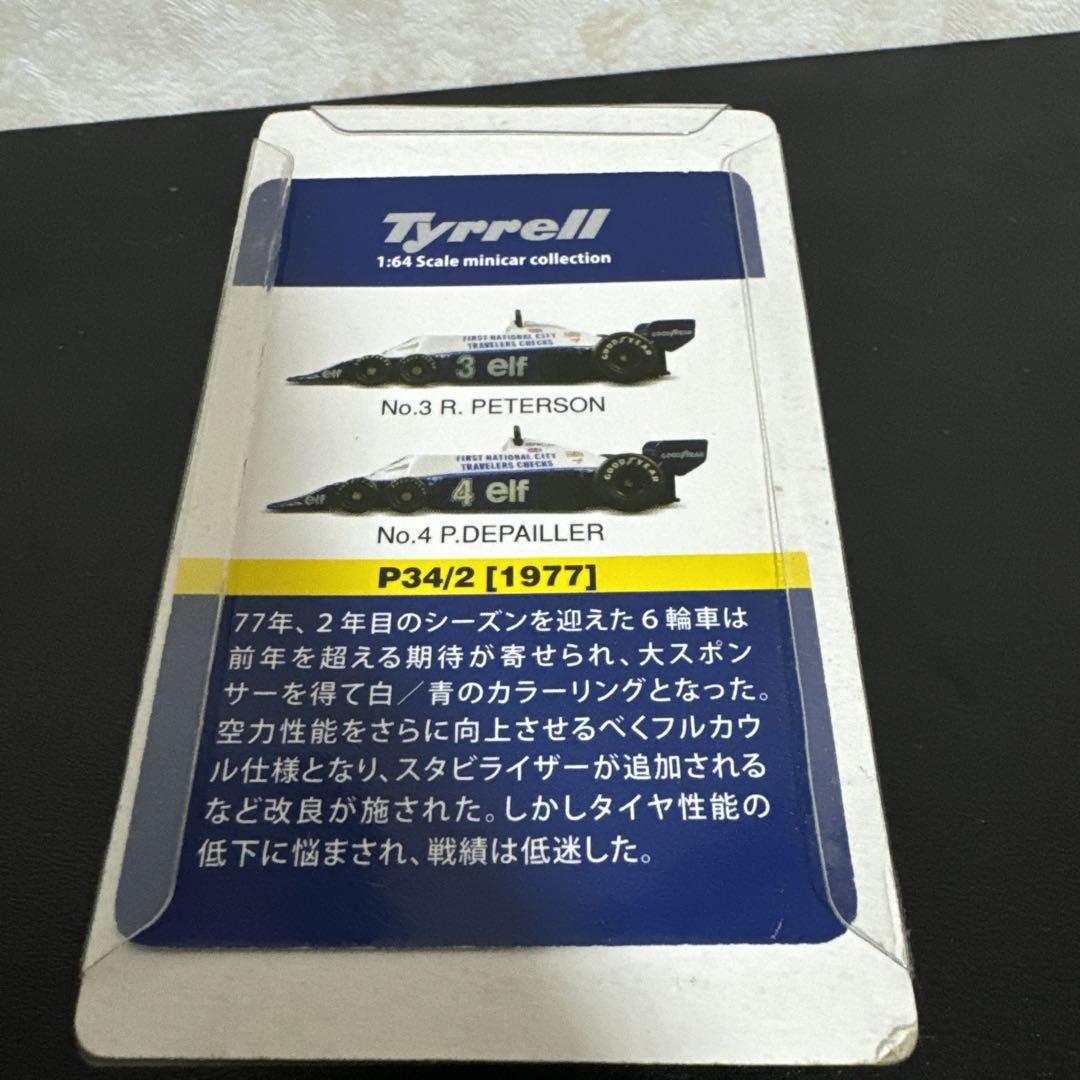 Tyrrell
1:64 Scale minicar collection
FIRST NATIONAL CITY
TRAVELERS CHECKS
GOODYEAR
GOODYEAR
elf
3 elf
No.3 R. PETERSON
FIRST NATIONAL CITY
TRAVELERS CHECKS
GOODYEAR
GOODYEAR
elf
4 elf
No.4 P.DEPAILLER
P34/2 [1977]
77年、2年目のシーズンを迎えた6輪車は
前年を超える期待が寄せられ、大スポン
サーを得て白／青のカラーリングとなった。
空力性能をさらに向上させるべくフルカウ
ル仕様となり、スタビライザーが追加される
など改良が施された。しかしタイヤ性能の
低下に悩まされ、戦績は低迷した。